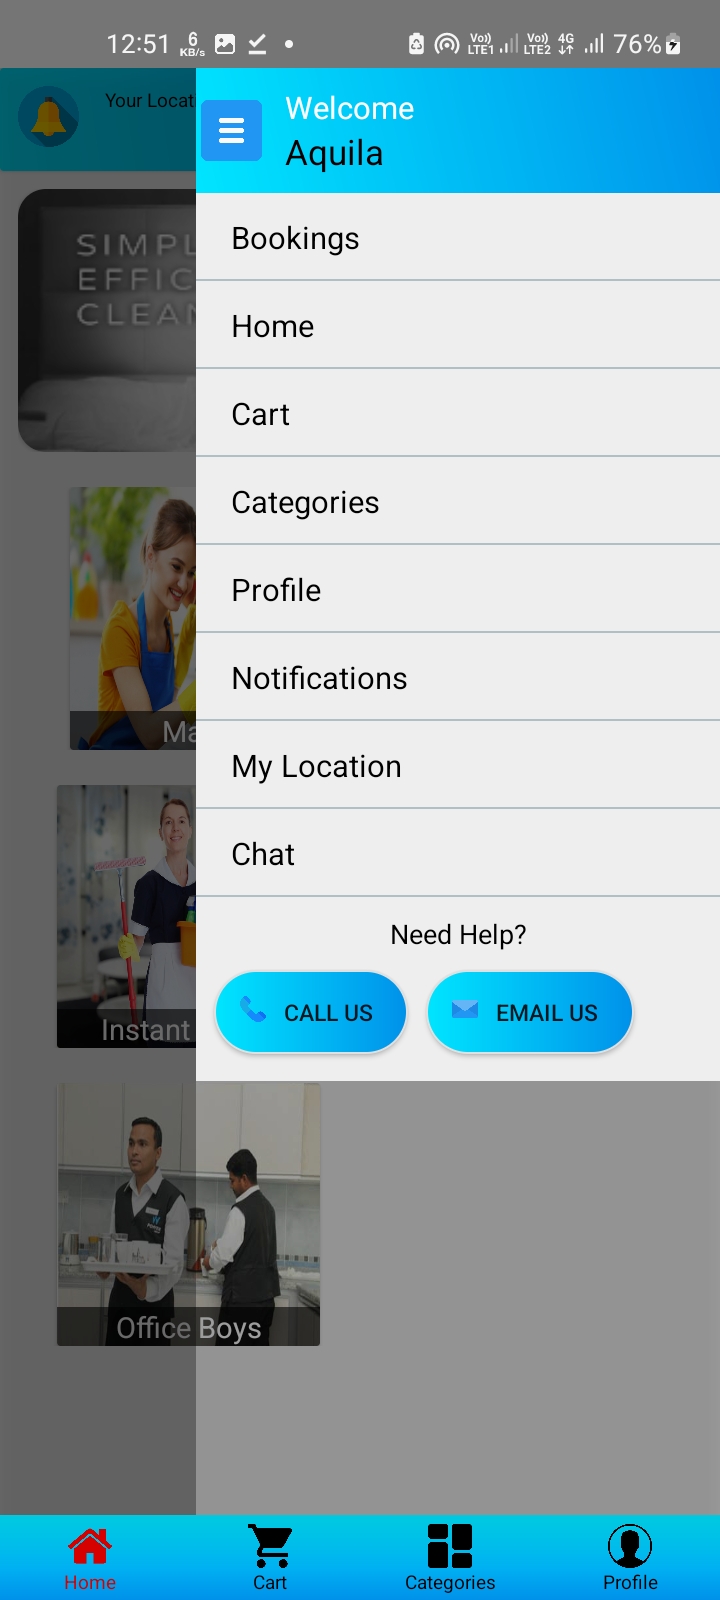 12:51 6 KB/s Vo)) LTE1 Vo)) LTE2 4G 76%
Your Locat
Welcome
Aquila
SIMPL
EFFIC
CLEAN
Bookings
Home
Cart
Categories
Profile
Notifications
My Location
Chat
Ma
Instant
Need Help?
CALL US
EMAIL US
Office Boys
Home
Cart
Categories
Profile